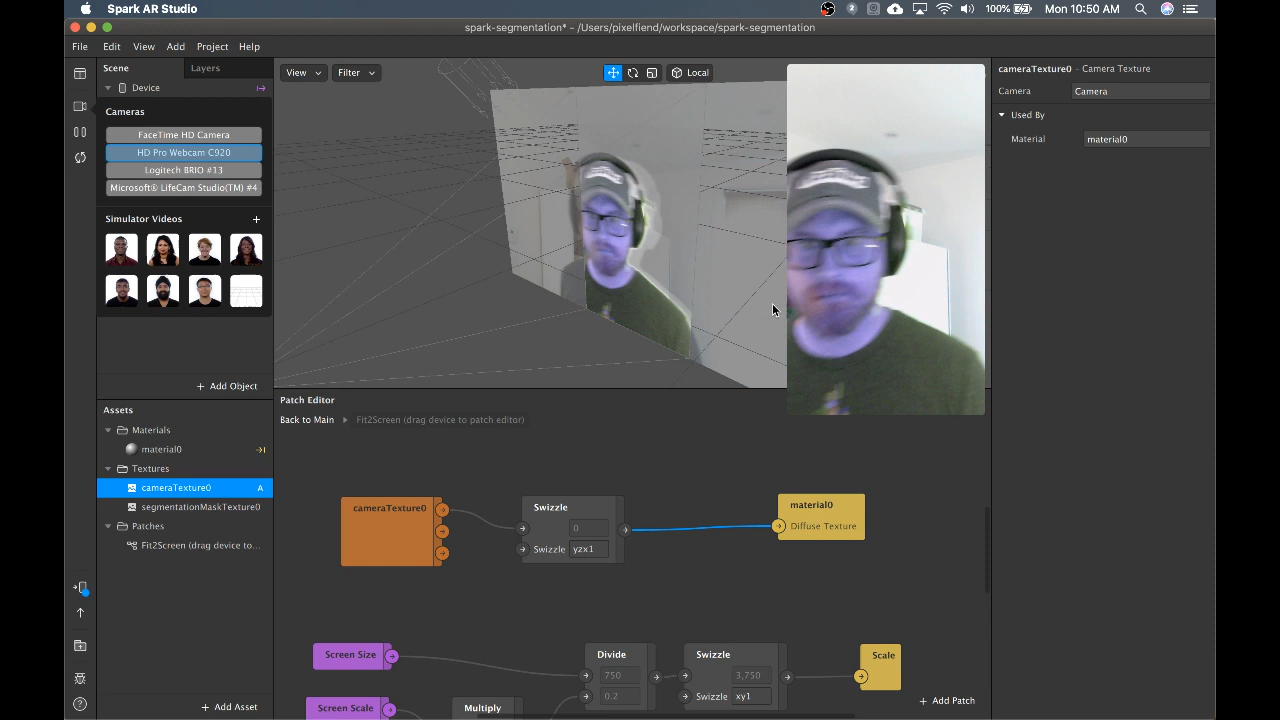 Spark AR Studio
2
100%
Mon 10:50 AM
spark-segmentation* - /Users/pixelfiend/workspace/spark-segmentation
File Edit View Add Project Help
Scene Layers
Device
Cameras
FaceTime HD Camera
HD Pro Webcam C920
Logitech BRIO #13
Microsoft® LifeCam Studio(TM) #4
Simulator Videos +
+ Add Object
Assets
Materials
material0
Textures
cameraTexture0 A
segmentationMaskTexture0
Patches
Fit2Screen (drag device to...
+ Add Asset
View Filter Local
Patch Editor
Back to Main Fit2Screen (drag device to patch editor)
cameraTexture0
Swizzle
0
Swizzle yzx1
material0
Diffuse Texture
Screen Size
Divide
750
0.2
Swizzle
3,750
Swizzle xy1
Scale
Screen Scale
Multiply
+ Add Patch
cameraTexture0 - Camera Texture
Camera Camera
Used By
Material material0